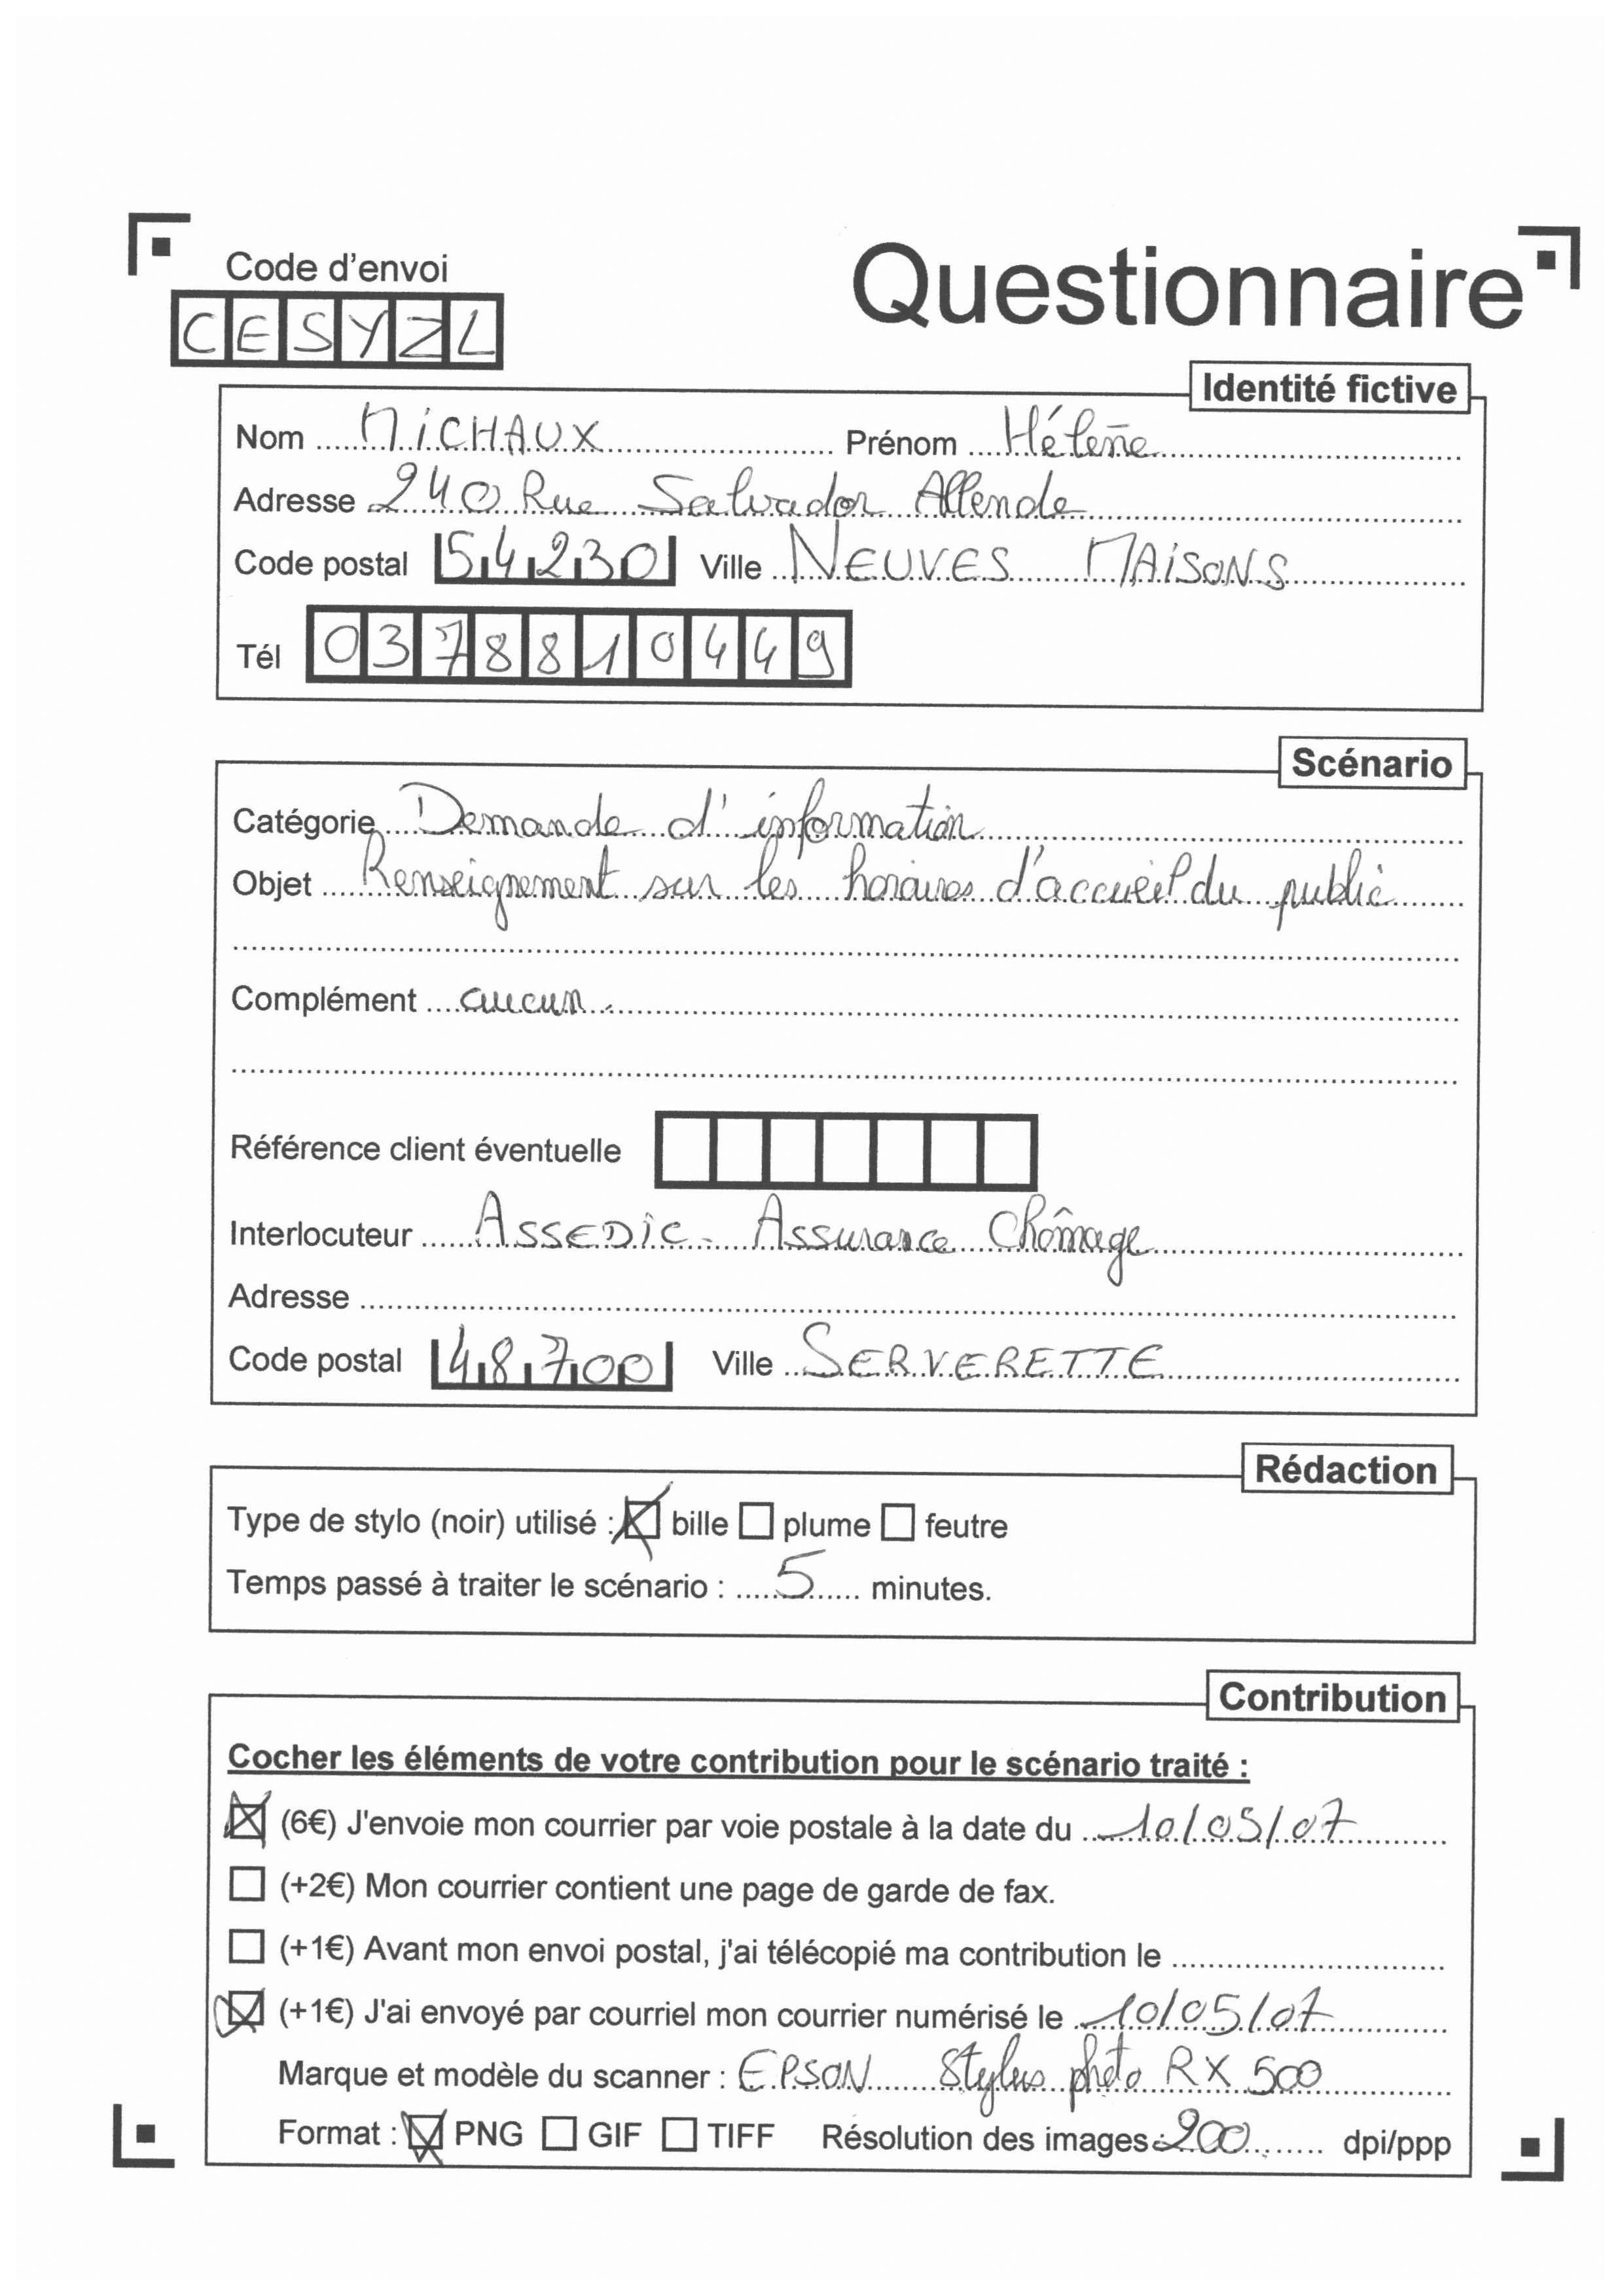 Code d'envoi
CESYZL
Questionnaire
Identité fictive
Nom MICHAUX Prénom Hélène
Adresse 240 Rue Salvador Allende
Code postal 54230 Ville NEUVES MAISONS
Tél 0378810449
Scénario
Catégorie Demande d'information
Objet Renseignement sur les horaires d'accueil du public
Complément aucun.
Référence client éventuelle
Interlocuteur ASSEDIC - Assurance Chômage
Adresse
Code postal 48700 Ville SERVERETTE
Rédaction
Type de stylo (noir) utilisé : bille plume feutre
Temps passé à traiter le scénario : 5 minutes.
Contribution
Cocher les éléments de votre contribution pour le scénario traité :
(6€) J'envoie mon courrier par voie postale à la date du 10/05/07
(+2€) Mon courrier contient une page de garde de fax.
(+1€) Avant mon envoi postal, j'ai télécopié ma contribution le
(+1€) J'ai envoyé par courriel mon courrier numérisé le 10/05/07
Marque et modèle du scanner : EPSON Stylus photo RX 500
Format : PNG GIF TIFF Résolution des images : 200 dpi/ppp